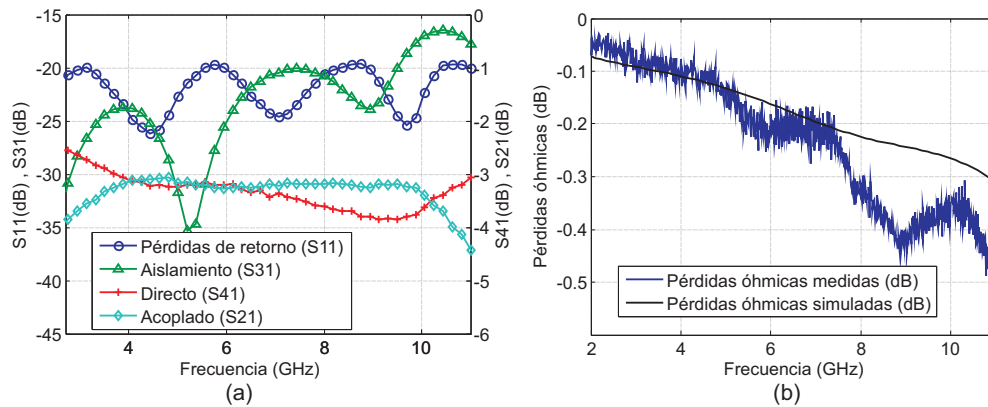 -15
-20
-25
-30
-35
-40
-45
S11(dB) , S31(dB)
0
-1
-2
-3
-4
-5
-6
S41(dB) , S21(dB)
Pérdidas de retorno (S11)
Aislamiento (S31)
Directo (S41)
Acoplado (S21)
4 6 8 10
Frecuencia (GHz)
(a)
0
-0.1
-0.2
-0.3
-0.4
-0.5
Pérdidas óhmicas (dB)
Pérdidas óhmicas medidas (dB)
Pérdidas óhmicas simuladas (dB)
2 4 6 8 10
Frecuencia (GHz)
(b)